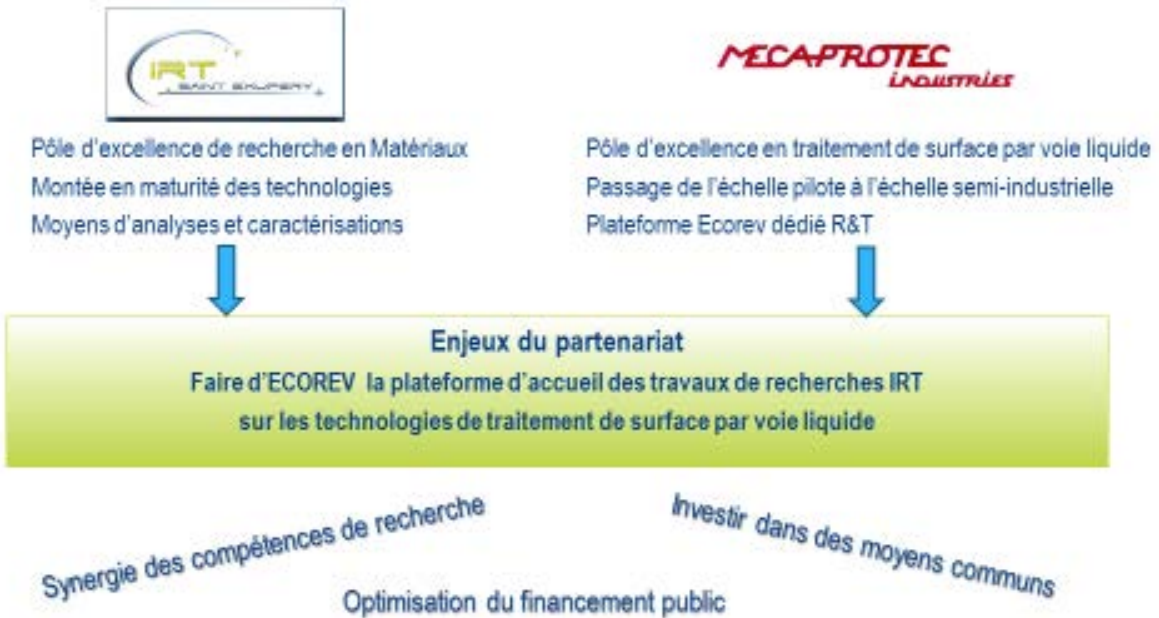 IRT
SAINT EXUPERY
MECAPROTEC
industries
Pôle d'excellence de recherche en Matériaux
Montée en maturité des technologies
Moyens d'analyses et caractérisations
Pôle d'excellence en traitement de surface par voie liquide
Passage de l'échelle pilote à l'échelle semi-industrielle
Plateforme Ecorev dédié R&T
Enjeux du partenariat
Faire d'ECOREV la plateforme d'accueil des travaux de recherches IRT
sur les technologies de traitement de surface par voie liquide
Synergie des compétences de recherche
Investir dans des moyens communs
Optimisation du financement public